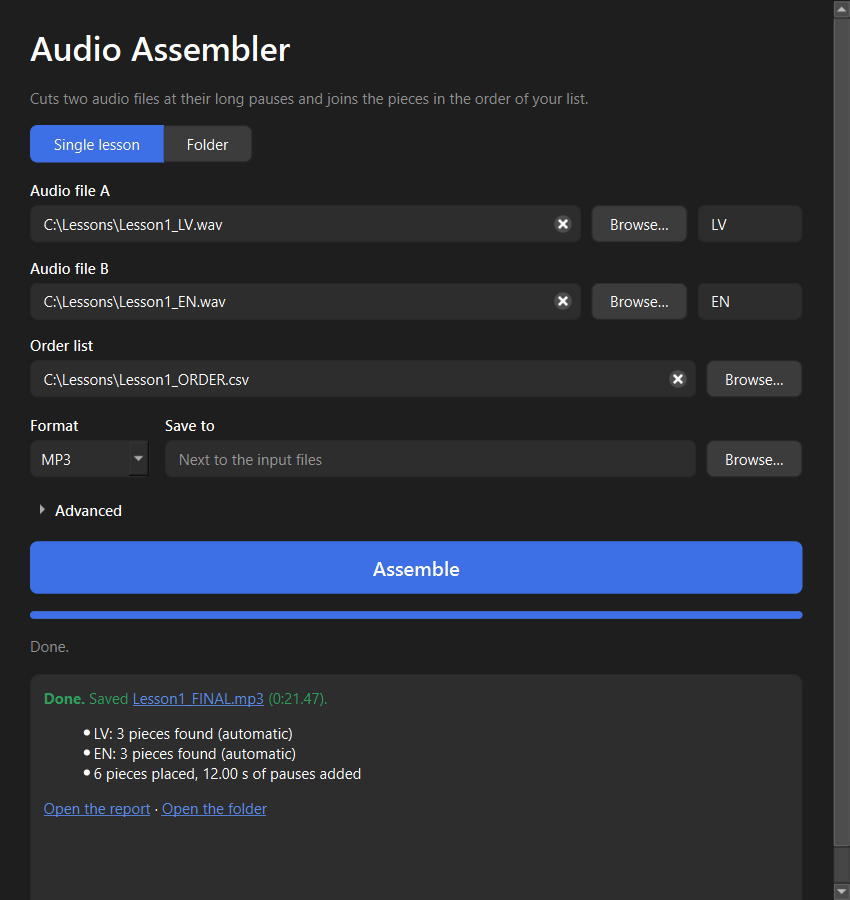 Audio Assembler
Cuts two audio files at their long pauses and joins the pieces in the order of your list.
Single lesson Folder
Audio file A
C:\Lessons\Lesson1_LV.wav Browse... LV
Audio file B
C:\Lessons\Lesson1_EN.wav Browse... EN
Order list
C:\Lessons\Lesson1_ORDER.csv Browse...
Format Save to
MP3 Next to the input files Browse...
Advanced
Assemble
Done.
Done. Saved Lesson1_FINAL.mp3 (0:21.47).
• LV: 3 pieces found (automatic)
• EN: 3 pieces found (automatic)
• 6 pieces placed, 12.00 s of pauses added
Open the report · Open the folder